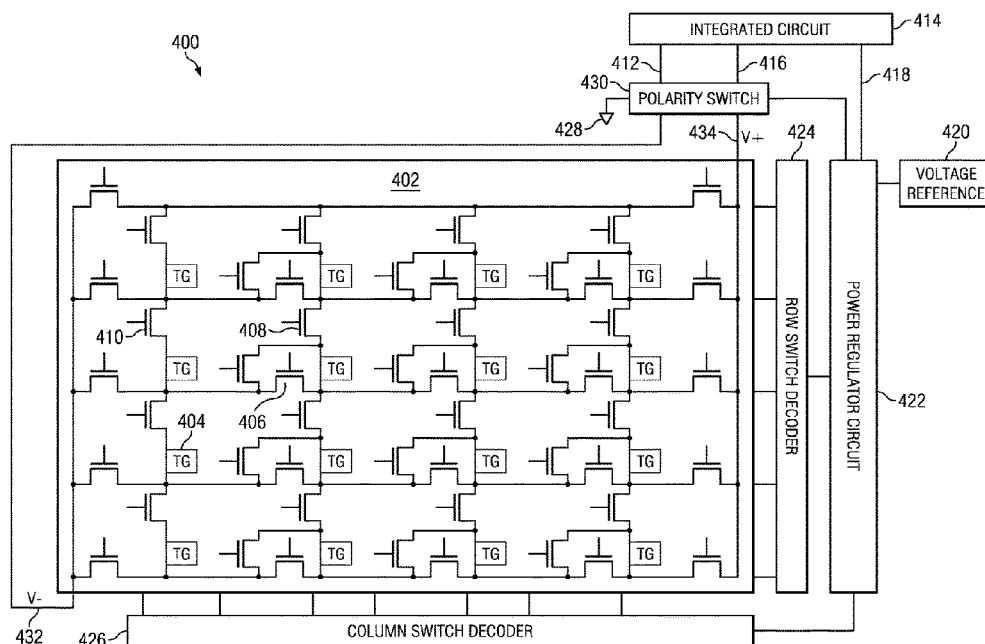 INTEGRATED CIRCUIT
414
400
412
416
418
430
POLARITY SWITCH
428
434
V+
424
420
VOLTAGE
REFERENCE
402
TG TG TG TG
410
408
TG TG TG TG
406
ROW SWITCH DECODER
POWER REGULATOR CIRCUIT
422
404
TG TG TG TG
TG TG TG TG
V-
432
426
COLUMN SWITCH DECODER